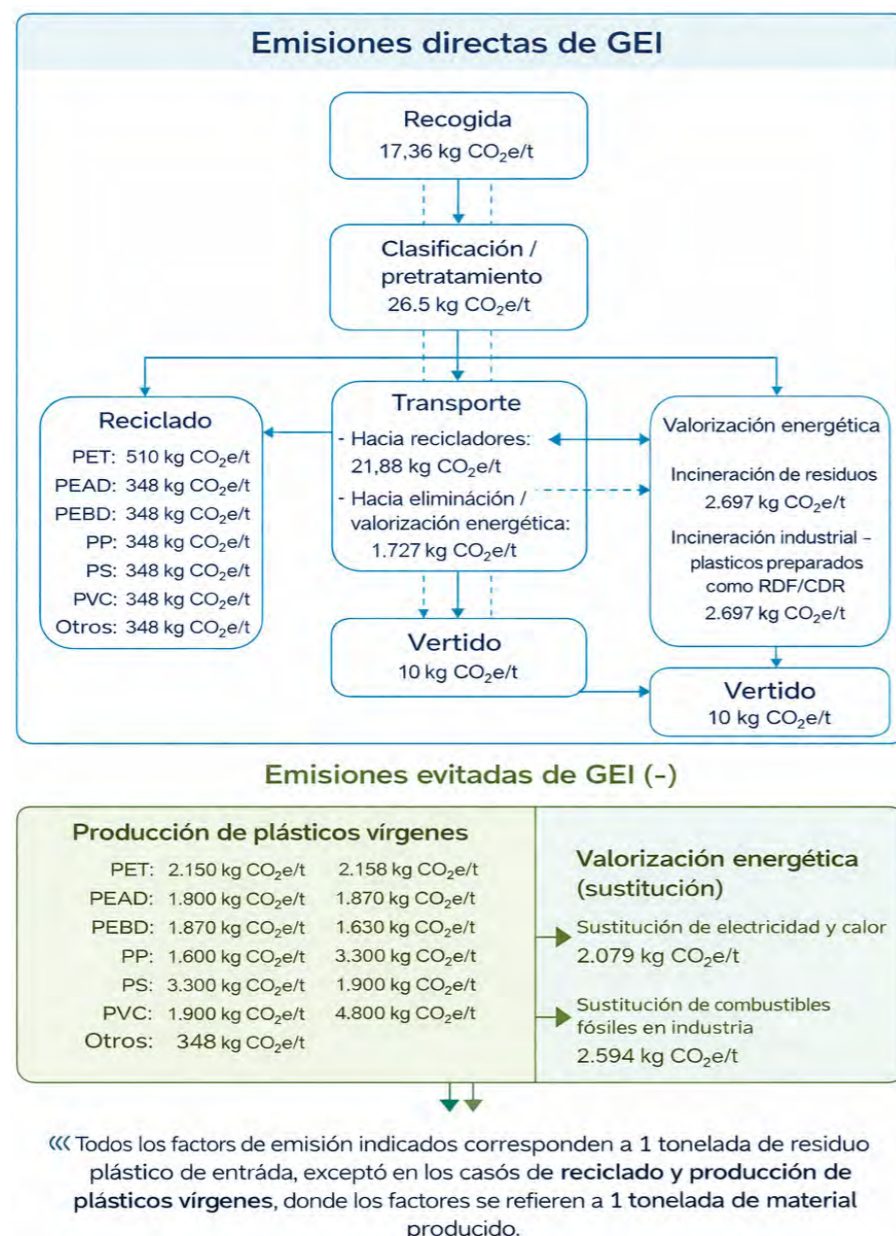 Emisiones directas de GEI
Recogida
17,36 kg CO₂e/t
Clasificación /
pretratamiento
26.5 kg CO₂e/t
Reciclado
PET: 510 kg CO₂e/t
PEAD: 348 kg CO₂e/t
PEBD: 348 kg CO₂e/t
PP: 348 kg CO₂e/t
PS: 348 kg CO₂e/t
PVC: 348 kg CO₂e/t
Otros: 348 kg CO₂e/t
Transporte
- Hacia recicladores:
21,88 kg CO₂e/t
- Hacia elimináción /
valorización energética:
1.727 kg CO₂e/t
Valorización energética
Incineración de residuos
2.697 kg CO₂e/t
Incineración industrial –
plasticos preparados
como RDF/CDR
2.697 kg CO₂e/t
Vertido
10 kg CO₂e/t
Vertido
10 kg CO₂e/t
Emisiones evitadas de GEI (-)
Producción de plásticos vírgenes
PET: 2.150 kg CO₂e/t 2.158 kg CO₂e/t
PEAD: 1.800 kg CO₂e/t 1.870 kg CO₂e/t
PEBD: 1.870 kg CO₂e/t 1.630 kg CO₂e/t
PP: 1.600 kg CO₂e/t 3.300 kg CO₂e/t
PS: 3.300 kg CO₂e/t 1.900 kg CO₂e/t
PVC: 1.900 kg CO₂e/t 4.800 kg CO₂e/t
Otros: 348 kg CO₂e/t
Valorización energética
(sustitución)
Sustitución de electricidad y calor
2.079 kg CO₂e/t
Sustitución de combustibles
fósiles en industria
2.594 kg CO₂e/t
⟪ Todos los factors de emisión indicados corresponden a 1 tonelada de residuo
plástico de entráda, exceptó en los casós de reciclado y producción de
plásticos vírgenes, donde los factores se refieren a 1 tonelada de material
producido.